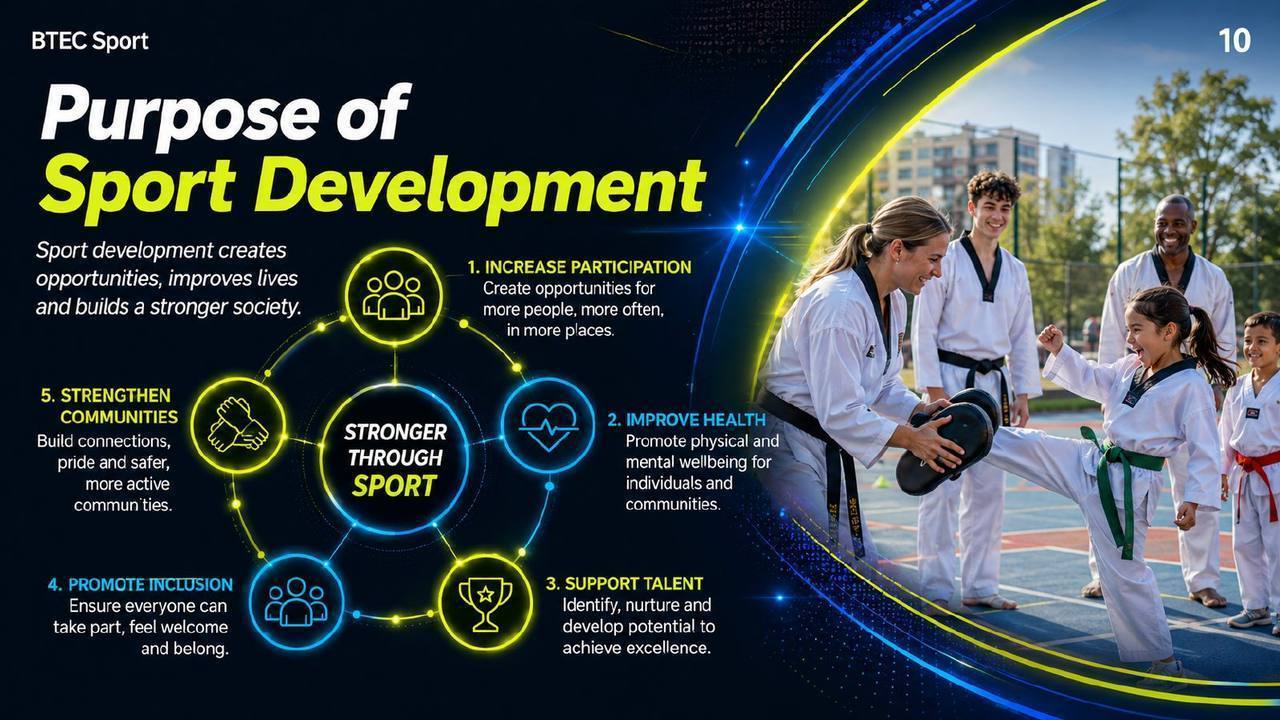 BTEC Sport
10
Purpose of
Sport Development
Sport development creates
opportunities, improves lives
and builds a stronger society.
1. INCREASE PARTICIPATION
Create opportunities for
more people, more often,
in more places.
2. IMPROVE HEALTH
Promote physical and
mental wellbeing for
individuals and
communities.
3. SUPPORT TALENT
Identify, nurture and
develop potential to
achieve excellence.
4. PROMOTE INCLUSION
Ensure everyone can
take part, feel welcome
and belong.
5. STRENGTHEN
COMMUNITIES
Build connections,
pride and safer,
more active
communities.
STRONGER
THROUGH
SPORT